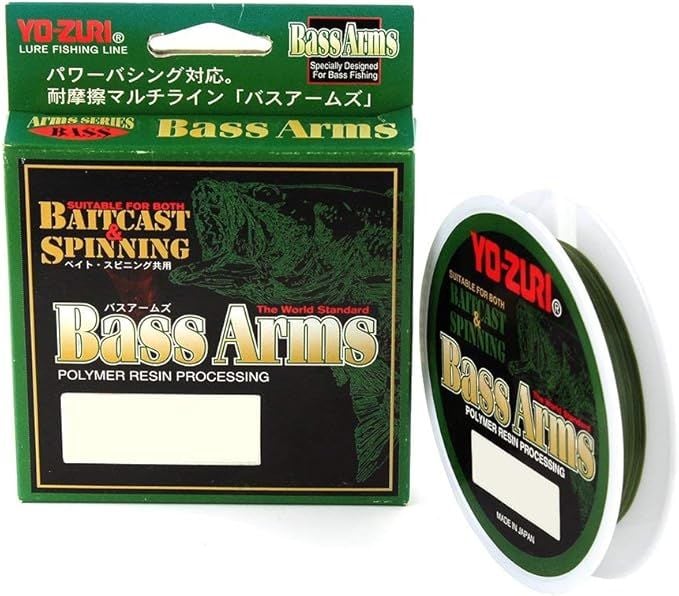 YO-ZURI®
LURE FISHING LINE
Bass Arms
Specially Designed
For Bass Fishing
パワーバシング対応。
耐摩擦マルチライン「バスアームズ」
Arms SERIES
BASS
Bass Arms
SUITABLE FOR BOTH
BAITCAST
&
SPINNING
ベイト・スピニング共用
バスアームズ
The World Standard
Bass Arms
POLYMER RESIN PROCESSING
YO-ZURI®
SUITABLE FOR BOTH
BAITCAST
&
SPINNING
The World Standard
Bass Arms
POLYMER RESIN PROCESSING
MADE IN JAPAN